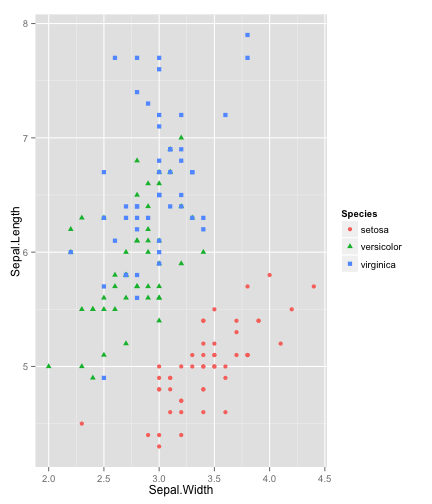 8
7
6
5
2.0 2.5 3.0 3.5 4.0 4.5
Sepal.Width
Sepal.Length
Species
setosa
versicolor
virginica